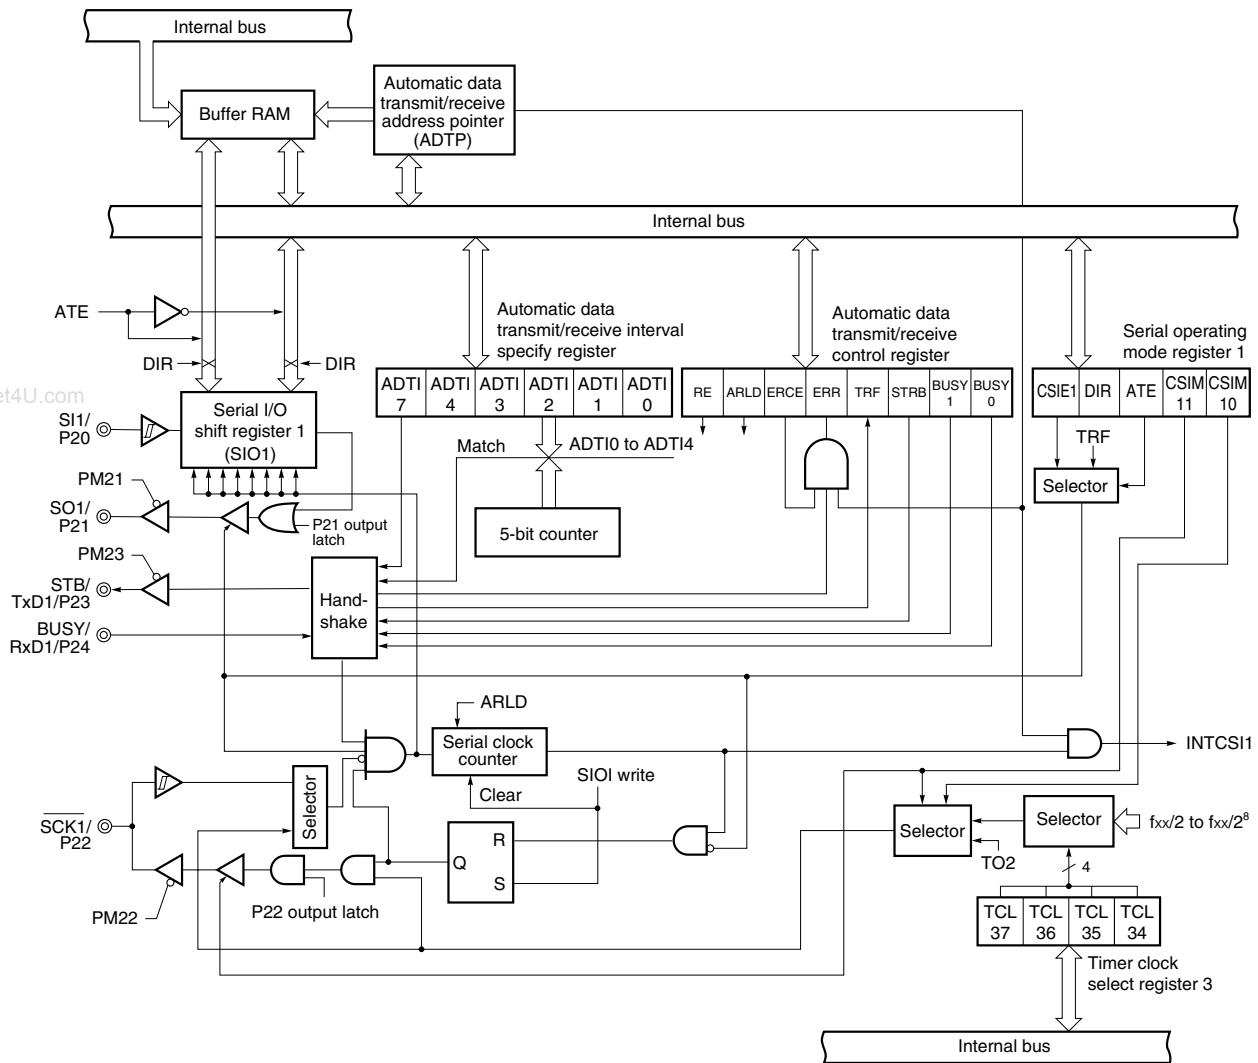 Internal bus
Buffer RAM
Automatic data
transmit/receive
address pointer
(ADTP)
Internal bus
ATE
DIR
DIR
Automatic data
transmit/receive interval
specify register
Automatic data
transmit/receive
control register
Serial operating
mode register 1
et4U.com
ADTI 7
ADTI 4
ADTI 3
ADTI 2
ADTI 1
ADTI 0
RE
ARLD
ERCE
ERR
TRF
STRB
BUSY 1
BUSY 0
CSIE1
DIR
ATE
CSIM 11
CSIM 10
SI1/
P20
Serial I/O
shift register 1
(SIO1)
Match
ADTI0 to ADTI4
TRF
Selector
PM21
SO1/
P21
P21 output
latch
5-bit counter
PM23
STB/
TxD1/P23
Hand-
shake
BUSY/
RxD1/P24
ARLD
Serial clock
counter
INTCSI1
SIOI write
Clear
Selector
SCK1/
P22
R
Q
S
Selector
Selector
fxx/2 to fxx/2⁸
TO2
4
PM22
P22 output latch
TCL 37
TCL 36
TCL 35
TCL 34
Timer clock
select register 3
Internal bus